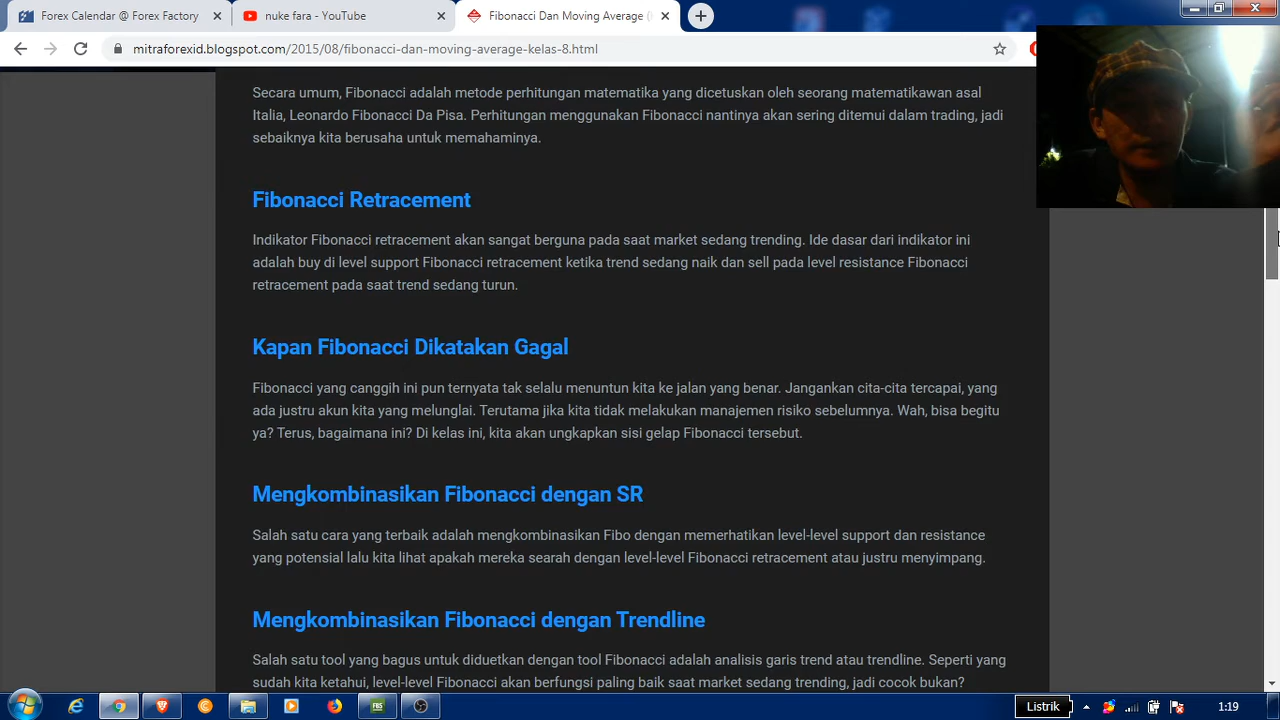 Forex Calendar @ Forex Factory
nuke fara - YouTube
Fibonacci Dan Moving Average (
mitraforexid.blogspot.com/2015/08/fibonacci-dan-moving-average-kelas-8.html
Secara umum, Fibonacci adalah metode perhitungan matematika yang dicetuskan oleh seorang matematikawan asal
Italia, Leonardo Fibonacci Da Pisa. Perhitungan menggunakan Fibonacci nantinya akan sering ditemui dalam trading, jadi
sebaiknya kita berusaha untuk memahaminya.
Fibonacci Retracement
Indikator Fibonacci retracement akan sangat berguna pada saat market sedang trending. Ide dasar dari indikator ini
adalah buy di level support Fibonacci retracement ketika trend sedang naik dan sell pada level resistance Fibonacci
retracement pada saat trend sedang turun.
Kapan Fibonacci Dikatakan Gagal
Fibonacci yang canggih ini pun ternyata tak selalu menuntun kita ke jalan yang benar. Jangankan cita-cita tercapai, yang
ada justru akun kita yang melunglai. Terutama jika kita tidak melakukan manajemen risiko sebelumnya. Wah, bisa begitu
ya? Terus, bagaimana ini? Di kelas ini, kita akan ungkapkan sisi gelap Fibonacci tersebut.
Mengkombinasikan Fibonacci dengan SR
Salah satu cara yang terbaik adalah mengkombinasikan Fibo dengan memerhatikan level-level support dan resistance
yang potensial lalu kita lihat apakah mereka searah dengan level-level Fibonacci retracement atau justru menyimpang.
Mengkombinasikan Fibonacci dengan Trendline
Salah satu tool yang bagus untuk diduetkan dengan tool Fibonacci adalah analisis garis trend atau trendline. Seperti yang
sudah kita ketahui, level-level Fibonacci akan berfungsi paling baik saat market sedang trending, jadi cocok bukan?
FBS
Listrik
1:19